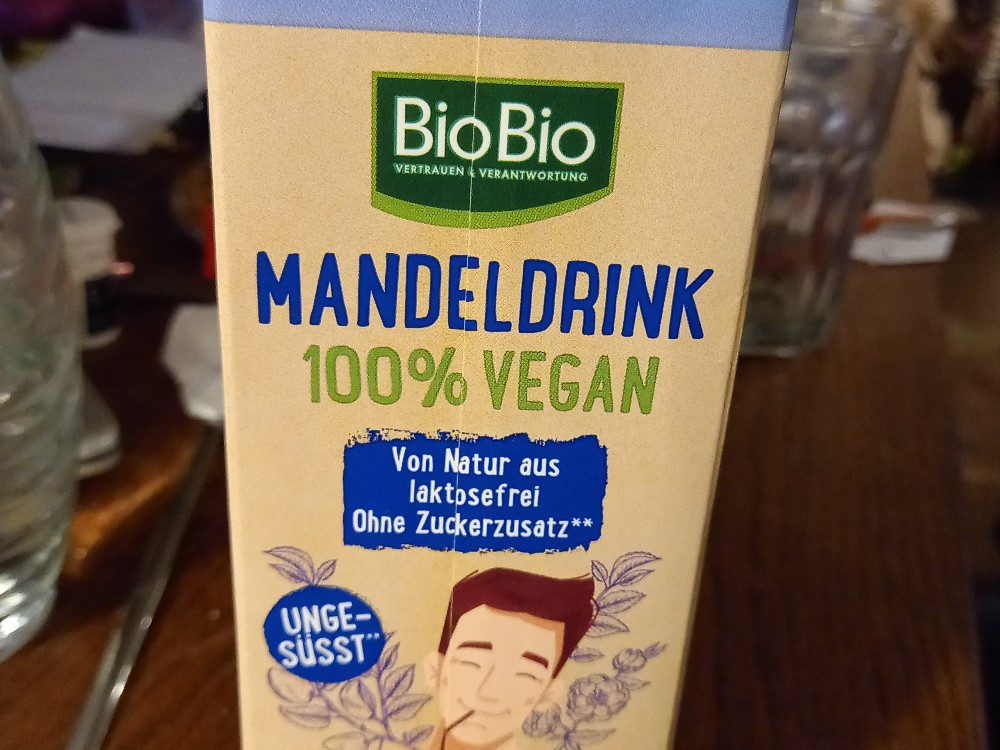 BioBio
VERTRAUEN & VERANTWORTUNG
MANDELDRINK
100% VEGAN
Von Natur aus
laktosefrei
Ohne Zuckerzusatz**
UNGE-
SÜSST**